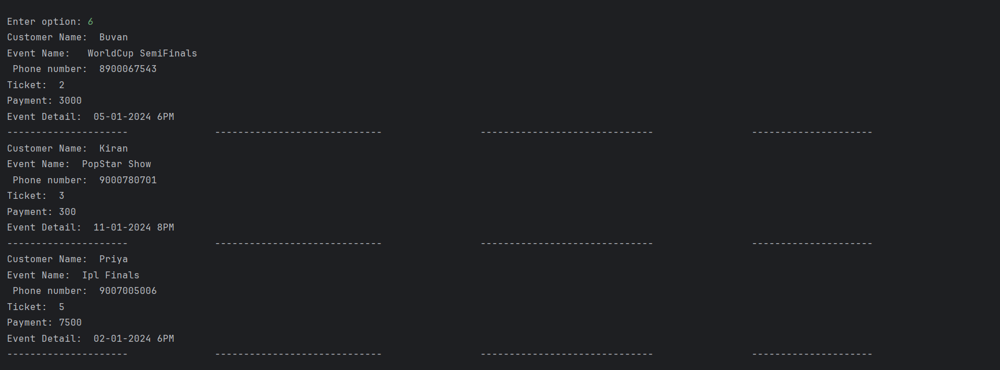 Enter option: 6
Customer Name:  Buvan
Event Name:   WorldCup SemiFinals
 Phone number:  8900067543
Ticket:  2
Payment: 3000
Event Detail:  05-01-2024 6PM
---------------------               -----------------------------                 ------------------------------                 ---------------------
Customer Name:  Kiran
Event Name:  PopStar Show
 Phone number:  9000780701
Ticket:  3
Payment: 300
Event Detail:  11-01-2024 8PM
---------------------               -----------------------------                 ------------------------------                 ---------------------
Customer Name:  Priya
Event Name:  Ipl Finals
 Phone number:  9007005006
Ticket:  5
Payment: 7500
Event Detail:  02-01-2024 6PM
---------------------               -----------------------------                 ------------------------------                 ---------------------